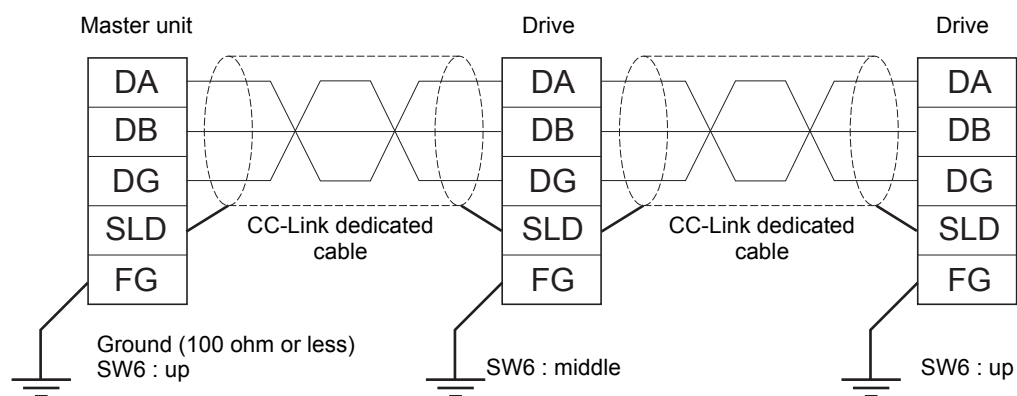 Master unit
Drive
Drive
DA
DB
DG
SLD
FG
DA
DB
DG
SLD
FG
DA
DB
DG
SLD
FG
CC-Link dedicated
cable
CC-Link dedicated
cable
Ground (100 ohm or less)
SW6 : up
SW6 : middle
SW6 : up